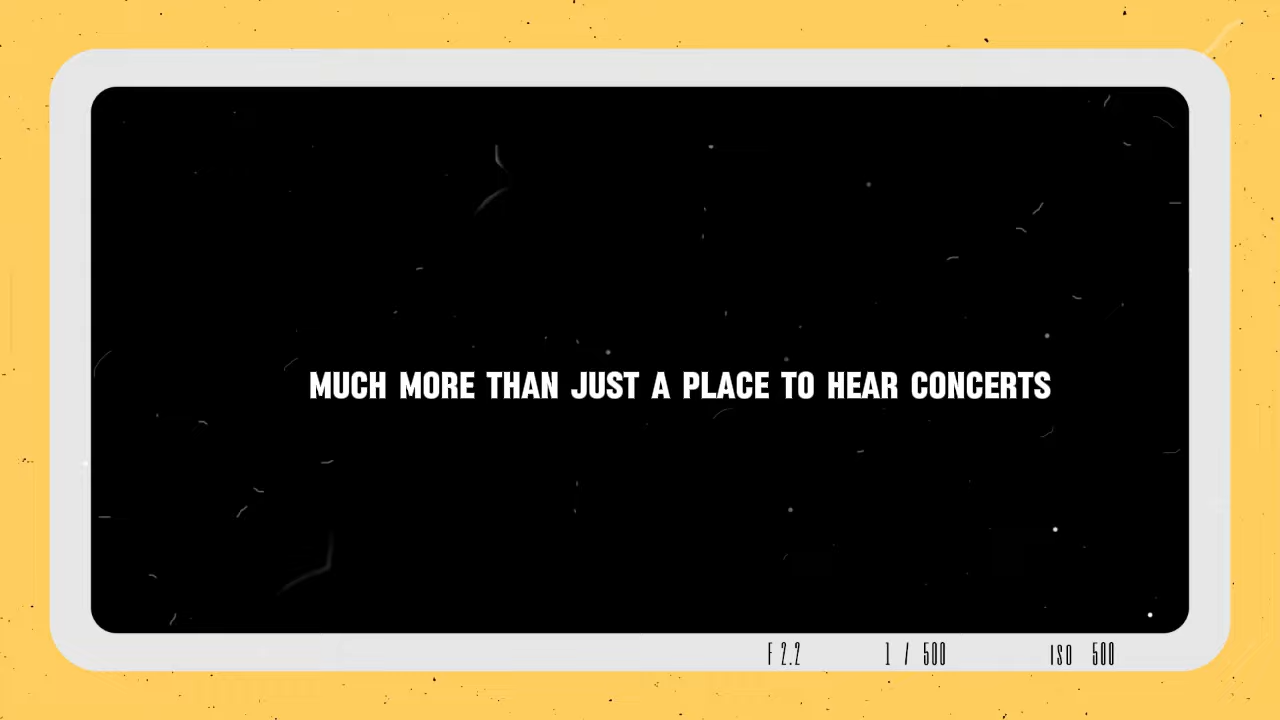 MUCH MORE THAN JUST A PLACE TO HEAR CONCERTS
F 2.2 1 / 500 ISO 500